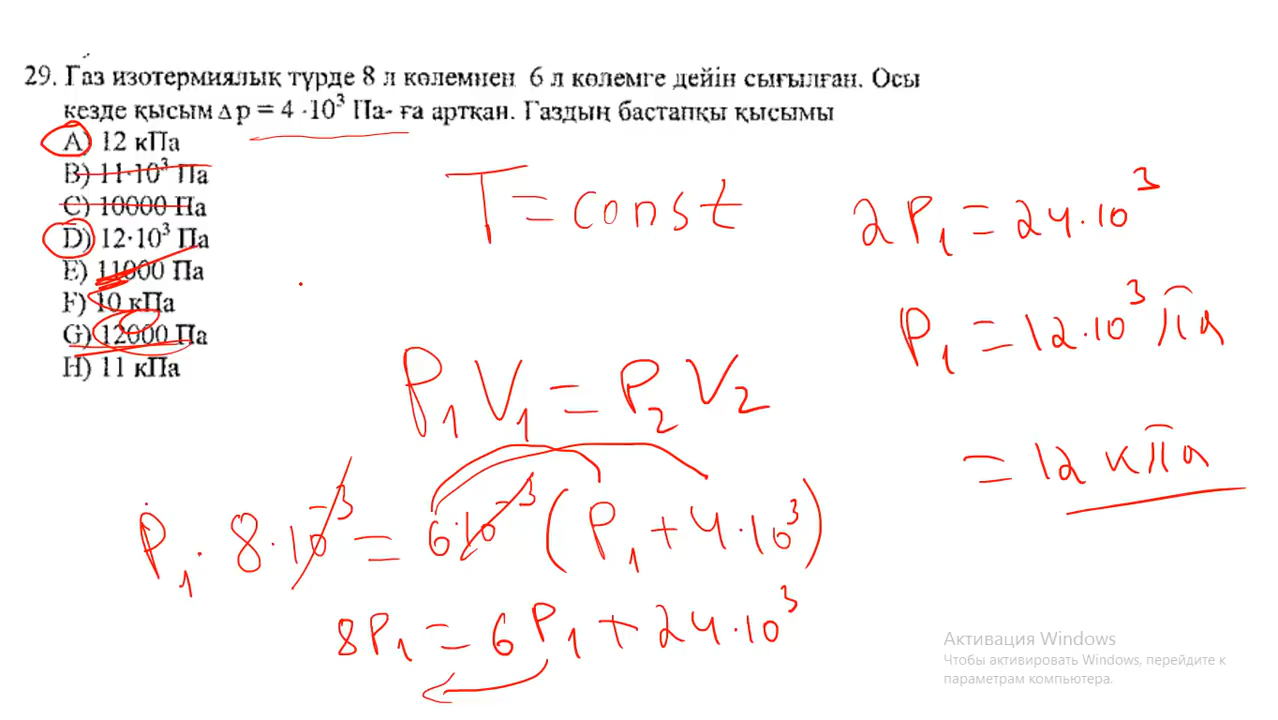 29. Газ изотермиялық түрде 8 л көлемнен 6 л көлемге дейін сығылған. Осы
кезде қысым Δp = 4 ·10³ Па- ға артқан. Газдың бастапқы қысымы
A) 12 кПа
B) 11·10³ Па
C) 10000 Па
D) 12·10³ Па
E) 11000 Па
F) 10 кПа
G) 12000 Па
H) 11 кПа
T = const
P₁V₁ = P₂V₂
P₁ · 8·10⁻³ = 6·10⁻³ (P₁ + 4·10³)
8P₁ = 6P₁ + 24·10³
2P₁ = 24·10³
P₁ = 12·10³ Па
= 12 кПа
Активация Windows
Чтобы активировать Windows, перейдите к
параметрам компьютера.